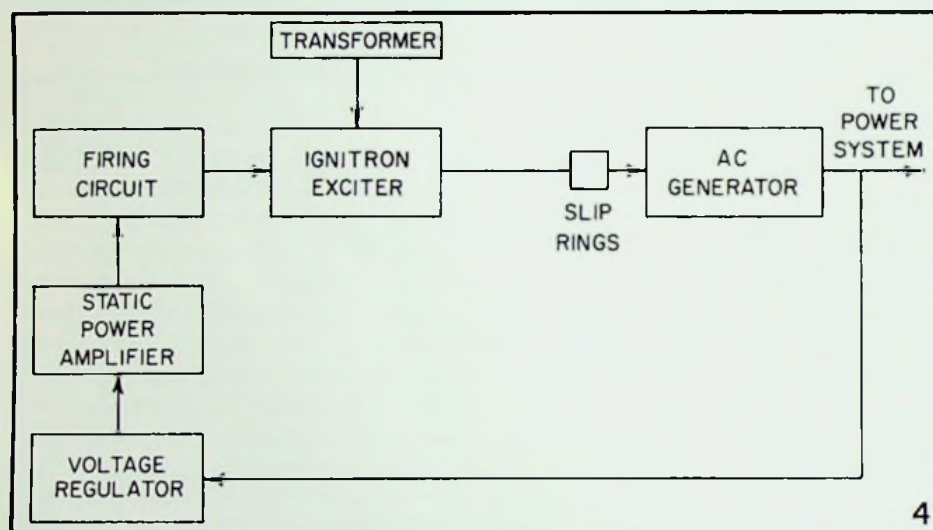 TRANSFORMER
FIRING
CIRCUIT
IGNITRON
EXCITER
SLIP
RINGS
AC
GENERATOR
TO
POWER
SYSTEM
STATIC
POWER
AMPLIFIER
VOLTAGE
REGULATOR
4